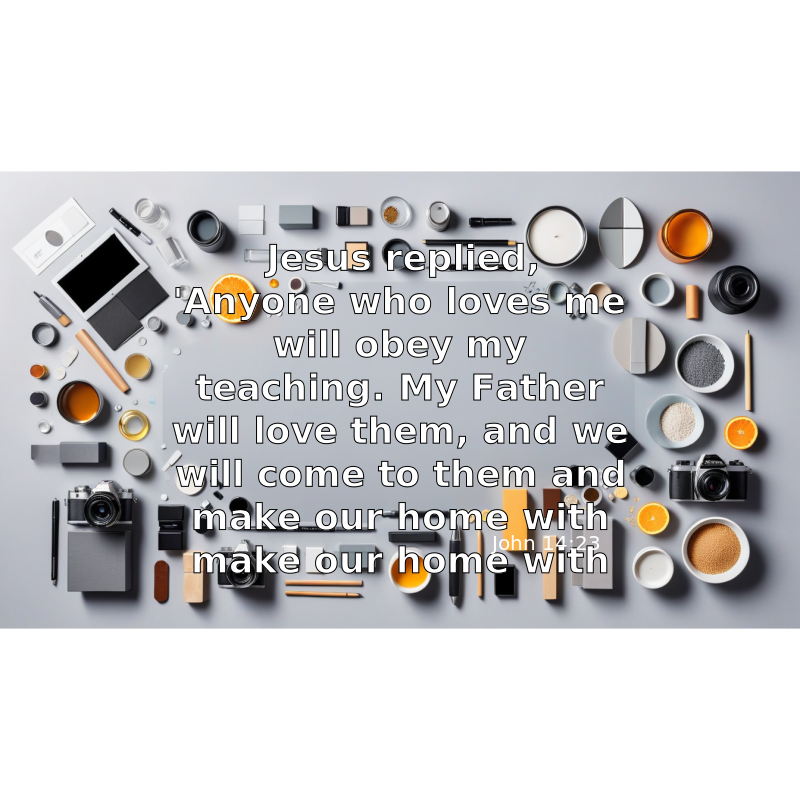 Jesus replied,
'Anyone who loves me
will obey my
teaching. My Father
will love them, and we
will come to them and
make our home with
John 14:23
make our home with